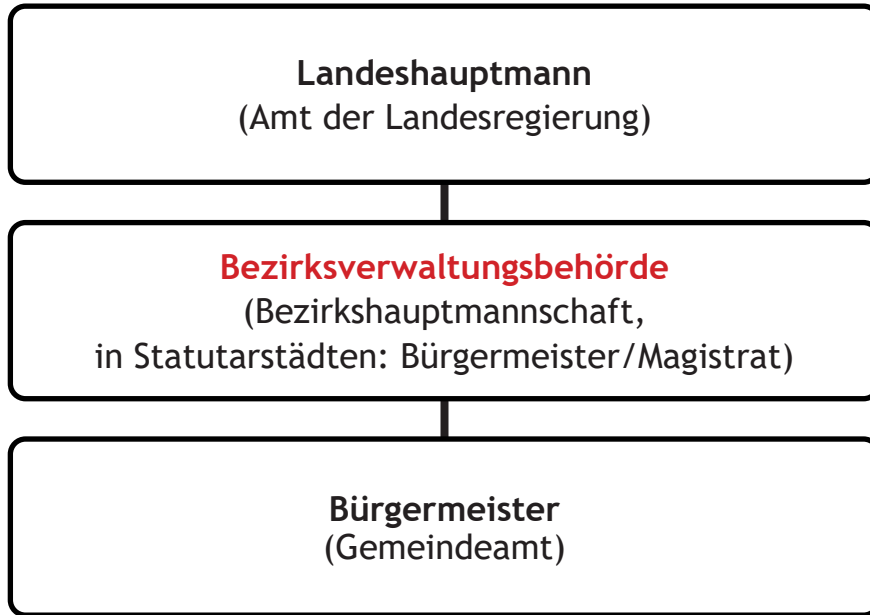 Landeshauptmann
(Amt der Landesregierung)
Bezirksverwaltungsbehörde
(Bezirkshauptmannschaft,
in Statutarstädten: Bürgermeister/Magistrat)
Bürgermeister
(Gemeindeamt)